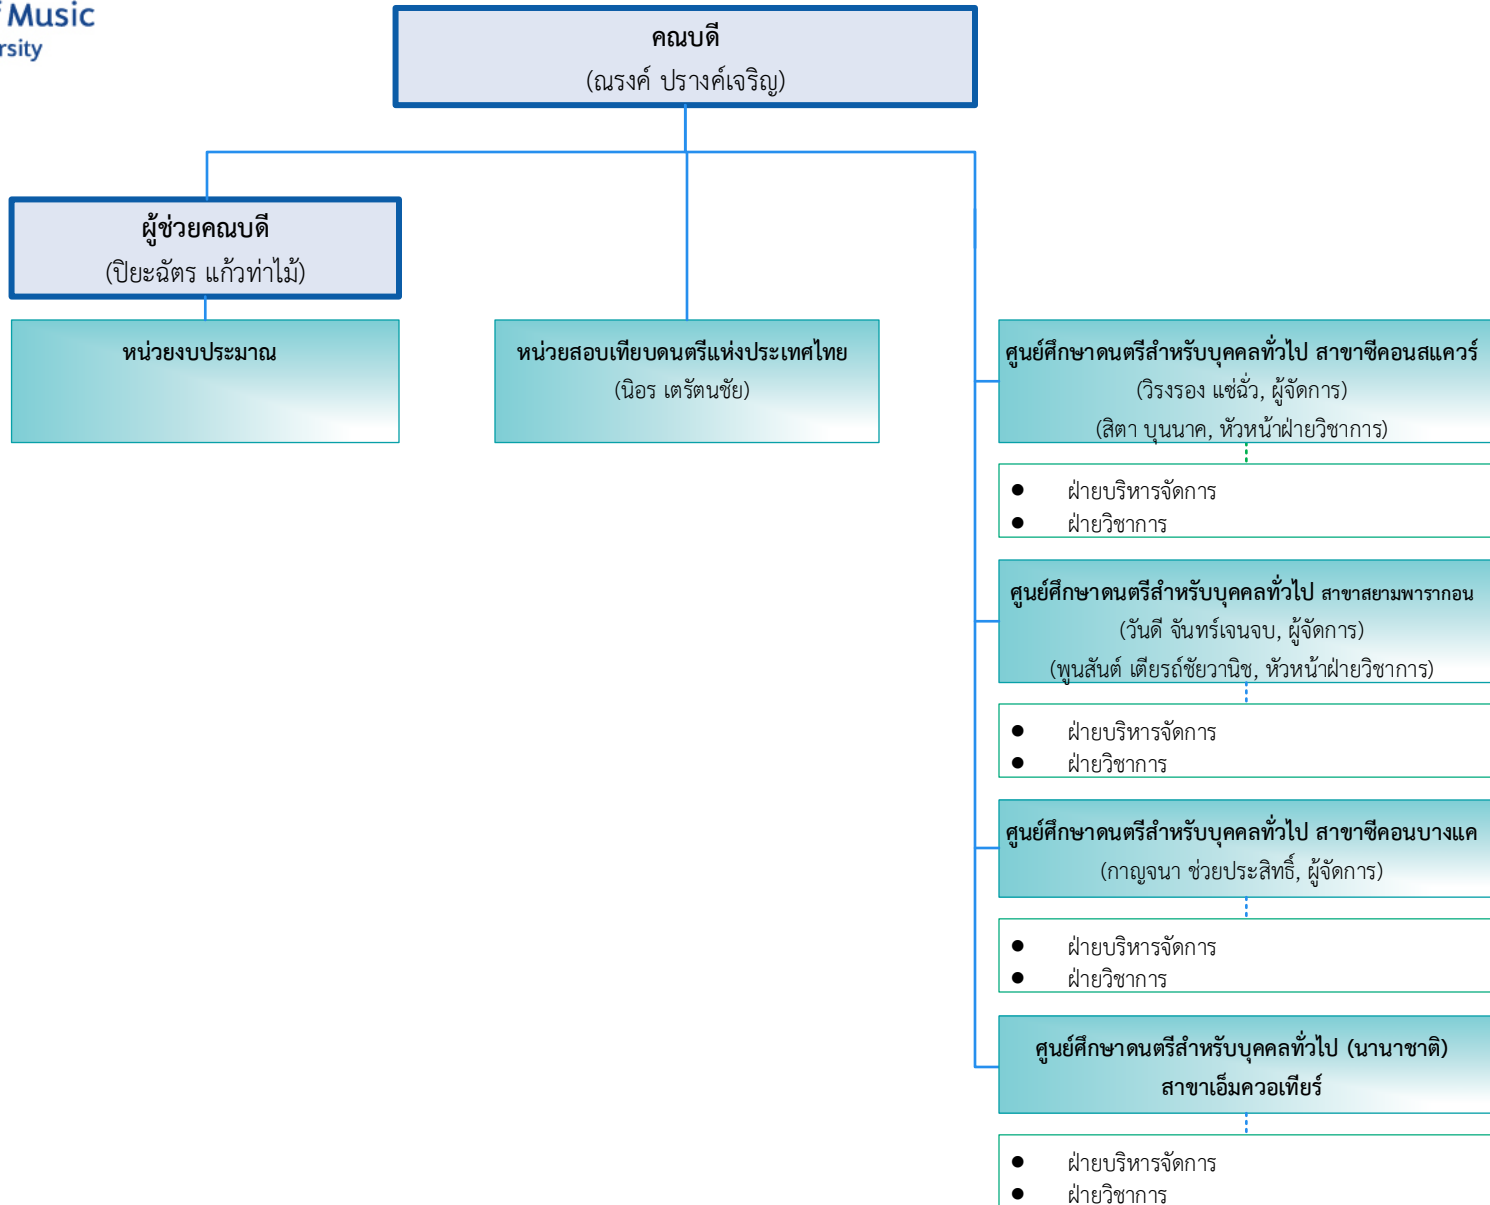 Music
rsity
คณบดี
(ณรงค์ ปรางค์เจริญ)
ผู้ช่วยคณบดี
(ปิยะฉัตร แก้วท่าไม้)
หน่วยงบประมาณ
หน่วยสอบเทียบดนตรีแห่งประเทศไทย
(นิอร เตรัตนชัย)
ศูนย์ศึกษาดนตรีสำหรับบุคคลทั่วไป สาขาซีคอนสแควร์
(วิรงรอง แซ่ฉั่ว, ผู้จัดการ)
(สิตา บุนนาค, หัวหน้าฝ่ายวิชาการ)
● ฝ่ายบริหารจัดการ
● ฝ่ายวิชาการ
ศูนย์ศึกษาดนตรีสำหรับบุคคลทั่วไป สาขาสยามพารากอน
(วันดี จันทร์เจนจบ, ผู้จัดการ)
(พูนสันต์ เตียรถ์ชัยวานิช, หัวหน้าฝ่ายวิชาการ)
● ฝ่ายบริหารจัดการ
● ฝ่ายวิชาการ
ศูนย์ศึกษาดนตรีสำหรับบุคคลทั่วไป สาขาซีคอนบางแค
(กาญจนา ช่วยประสิทธิ์, ผู้จัดการ)
● ฝ่ายบริหารจัดการ
● ฝ่ายวิชาการ
ศูนย์ศึกษาดนตรีสำหรับบุคคลทั่วไป (นานาชาติ)
สาขาเอ็มควอเทียร์
● ฝ่ายบริหารจัดการ
● ฝ่ายวิชาการ